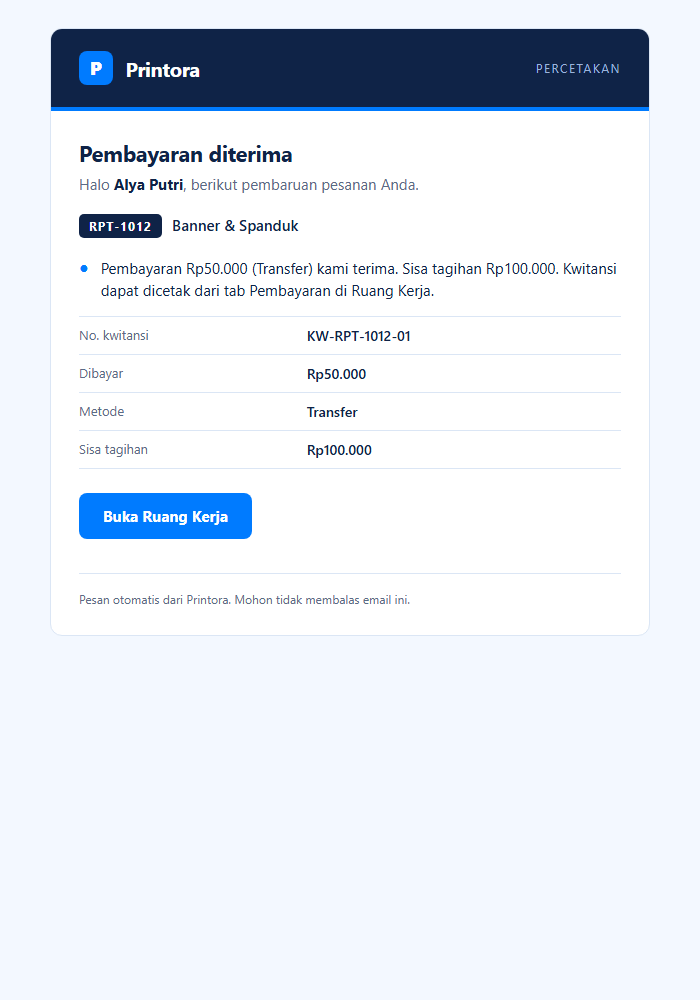 P Printora PERCETAKAN
Pembayaran diterima
Halo Alya Putri, berikut pembaruan pesanan Anda.
RPT-1012 Banner & Spanduk
Pembayaran Rp50.000 (Transfer) kami terima. Sisa tagihan Rp100.000. Kwitansi
dapat dicetak dari tab Pembayaran di Ruang Kerja.
No. kwitansi KW-RPT-1012-01
Dibayar Rp50.000
Metode Transfer
Sisa tagihan Rp100.000
Buka Ruang Kerja
Pesan otomatis dari Printora. Mohon tidak membalas email ini.